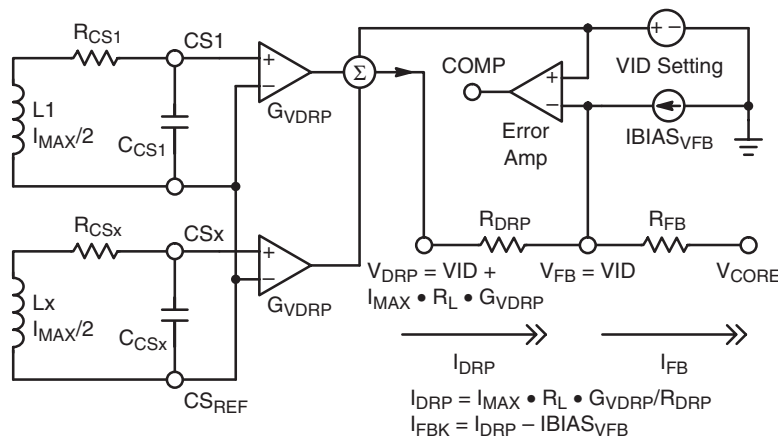 R_CS1
CS1
+
−
G_VDRP
Σ
L1
I_MAX/2
C_CS1
COMP
+
−
Error
Amp
+ −
VID Setting
IBIAS_VFB
R_CSx
CSx
+
−
G_VDRP
Lx
I_MAX/2
C_CSx
CS_REF
R_DRP
R_FB
V_DRP = VID +
I_MAX • R_L • G_VDRP
V_FB = VID
V_CORE
I_DRP
I_FB
I_DRP = I_MAX • R_L • G_VDRP/R_DRP
I_FBK = I_DRP – IBIAS_VFB